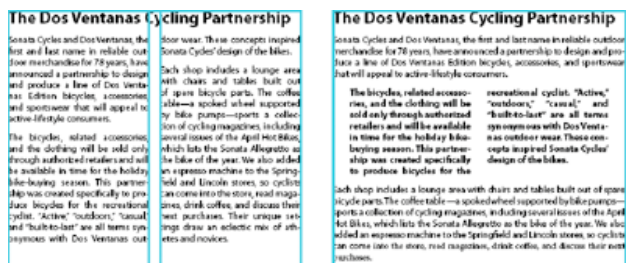 The Dos Ventanas Cycling Partnership
Sonata Cycles and Dos Ventanas, the
first and last name in reliable out-
door merchandise for 78 years, have
announced a partnership to design
and produce a line of Dos Venta-
nas Edition bicycles, accessories,
and sportswear that will appeal to
active-lifestyle consumers.
The bicycles, related accessories,
and the clothing will be sold only
through authorized retailers and will
be available in time for the holiday
bike-buying season. This partner-
ship was created specifically to pro-
duce bicycles for the recreational
cyclist. "Active," "outdoors," "casual,"
and "built-to-last" are all terms syn-
onymous with Dos Ventanas out-
door wear. These concepts inspired
Sonata Cycles' design of the bikes.
Each shop includes a lounge area
with chairs and tables built out
of spare bicycle parts. The coffee
table—a spoked wheel supported
by bike pumps—sports a collec-
tion of cycling magazines, including
several issues of the April Hot Bikes,
which lists the Sonata Allegretto as
the bike of the year. We also added
an espresso machine to the Spring-
field and Lincoln stores, so cyclists
can come into the store, read maga-
zines, drink coffee, and discuss their
next purchases. Their unique set-
tings draw an eclectic mix of ath-
letes and novices.
The Dos Ventanas Cycling Partnership
Sonata Cycles and Dos Ventanas, the first and last name in reliable outdoor
merchandise for 78 years, have announced a partnership to design and pro-
duce a line of Dos Ventanas Edition bicycles, accessories, and sportswear
that will appeal to active-lifestyle consumers.
The bicycles, related accesso-
ries, and the clothing will be
sold only through authorized
retailers and will be available
in time for the holiday bike-
buying season. This partner-
ship was created specifically
to produce bicycles for the
recreational cyclist. "Active,"
"outdoors," "casual," and
"built-to-last" are all terms
synonymous with Dos Ventan-
as outdoor wear. These con-
cepts inspired Sonata Cycles'
design of the bikes.
Each shop includes a lounge area with chairs and tables built out of spare
bicycle parts. The coffee table—a spoked wheel supported by bike pumps—
sports a collection of cycling magazines, including several issues of the April
Hot Bikes, which lists the Sonata Allegretto as the bike of the year. We also
added an espresso machine to the Springfield and Lincoln stores, so cyclists
can come into the store, read magazines, drink coffee, and discuss their next
purchases.